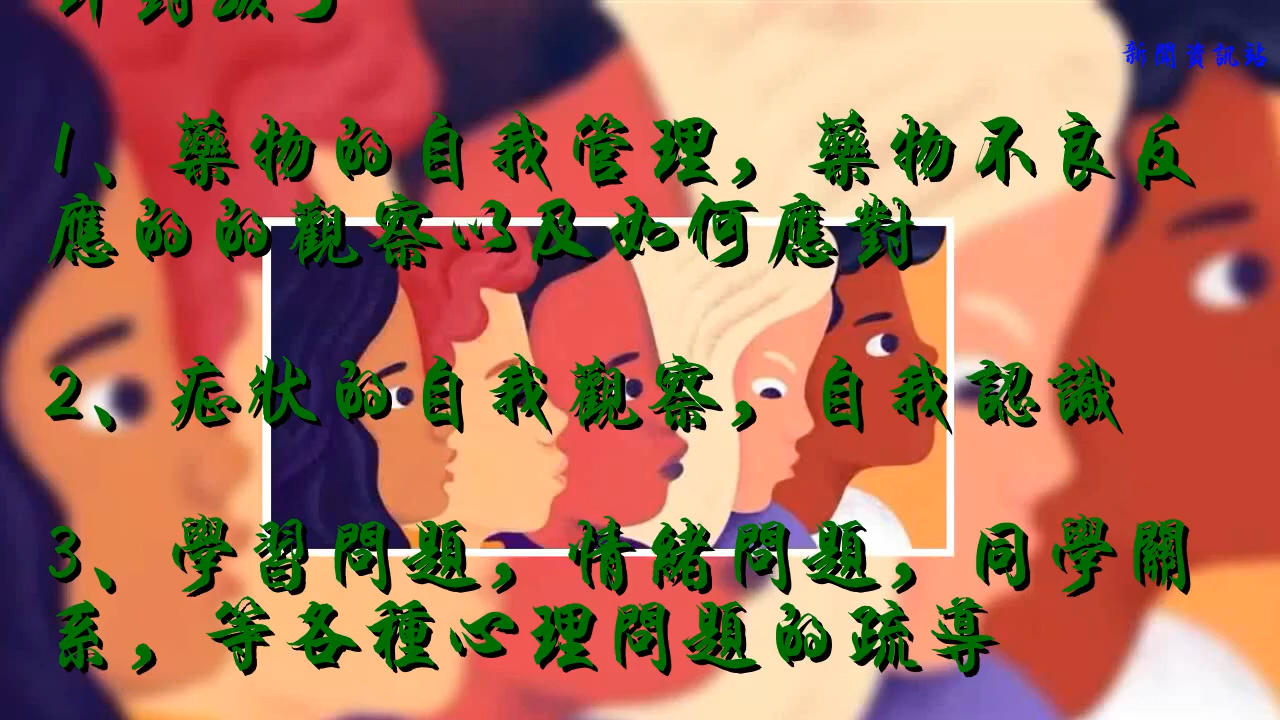 新聞資訊站
1、藥物的自我管理，藥物不良反
應的的觀察以及如何應對
2、症狀的自我觀察，自我認識
3、學習問題，情緒問題，同學關
系，等各種心理問題的疏導